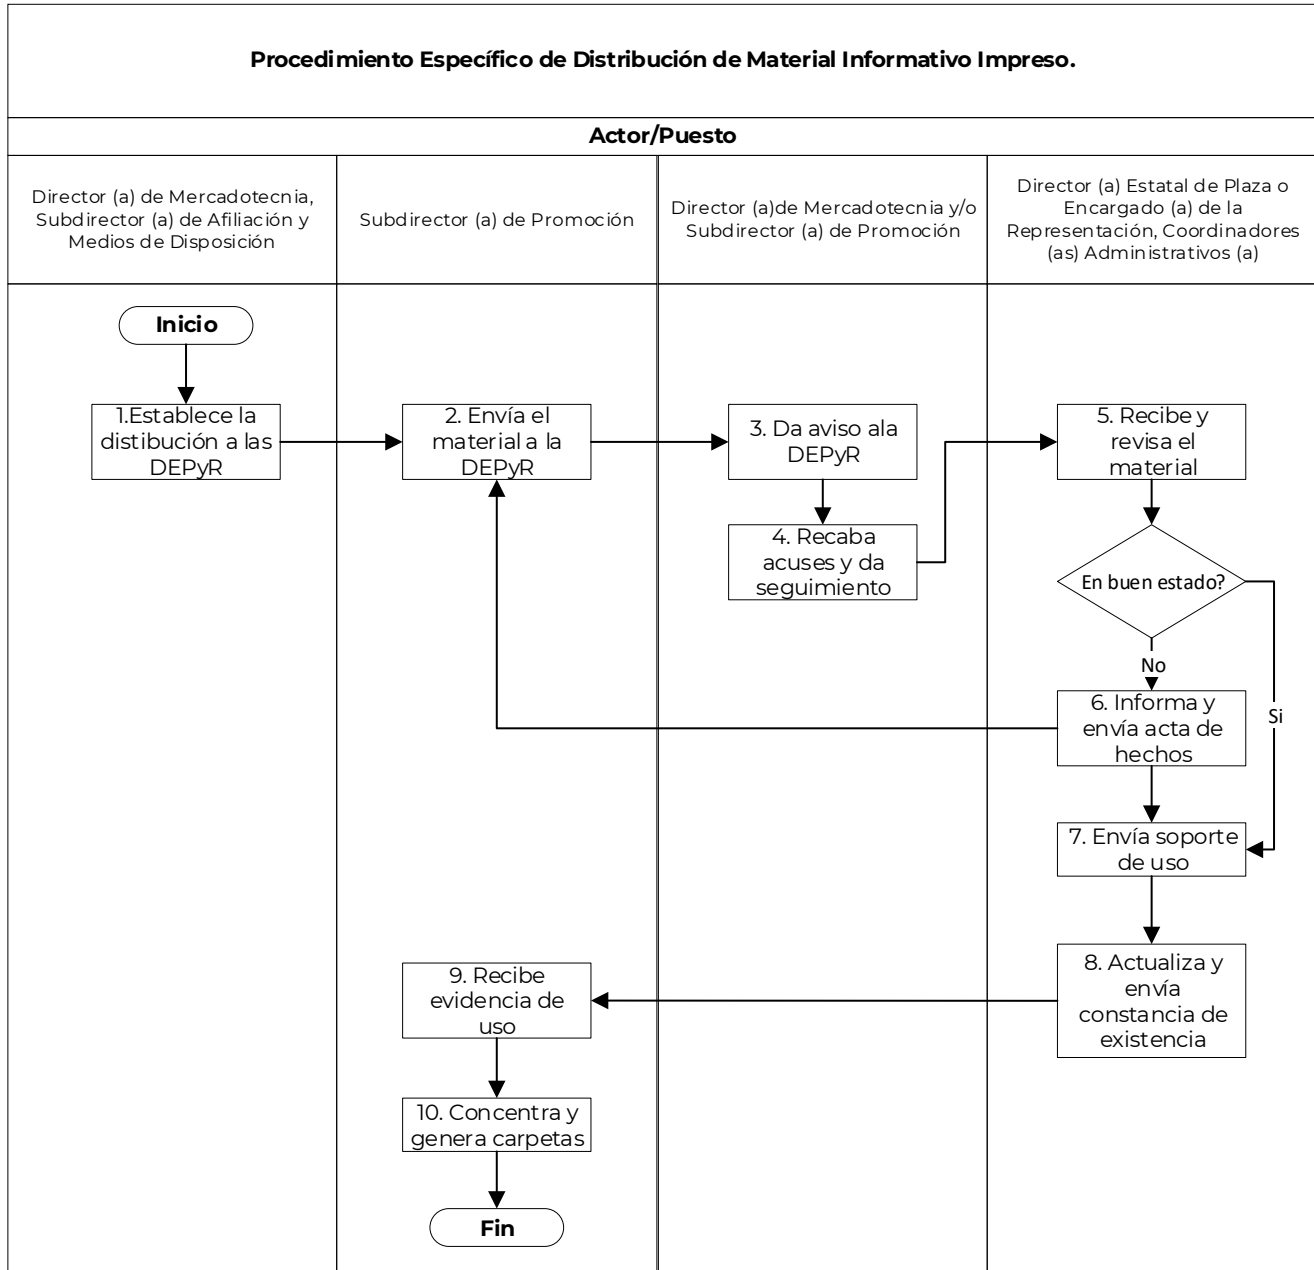 Procedimiento Específico de Distribución de Material Informativo Impreso.
Actor/Puesto
Director (a) de Mercadotecnia,
Subdirector (a) de Afiliación y
Medios de Disposición
Subdirector (a) de Promoción
Director (a)de Mercadotecnia y/o
Subdirector (a) de Promoción
Director (a) Estatal de Plaza o
Encargado (a) de la
Representación, Coordinadores
(as) Administrativos (a)
Inicio
1.Establece la
distibución a las
DEPyR
2. Envía el
material a la
DEPyR
3. Da aviso ala
DEPyR
4. Recaba
acuses y da
seguimiento
5. Recibe y
revisa el
material
En buen estado?
No
Si
6. Informa y
envía acta de
hechos
7. Envía soporte
de uso
8. Actualiza y
envía
constancia de
existencia
9. Recibe
evidencia de
uso
10. Concentra y
genera carpetas
Fin